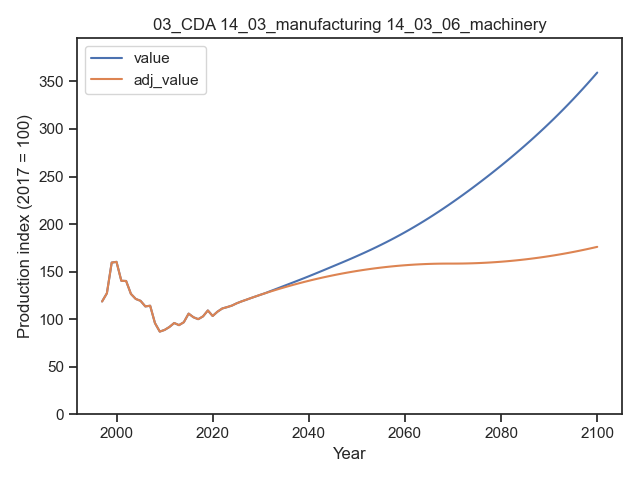 03_CDA 14_03_manufacturing 14_03_06_machinery
value
adj_value
Production index (2017 = 100)
350
300
250
200
150
100
50
0
2000 2020 2040 2060 2080 2100
Year